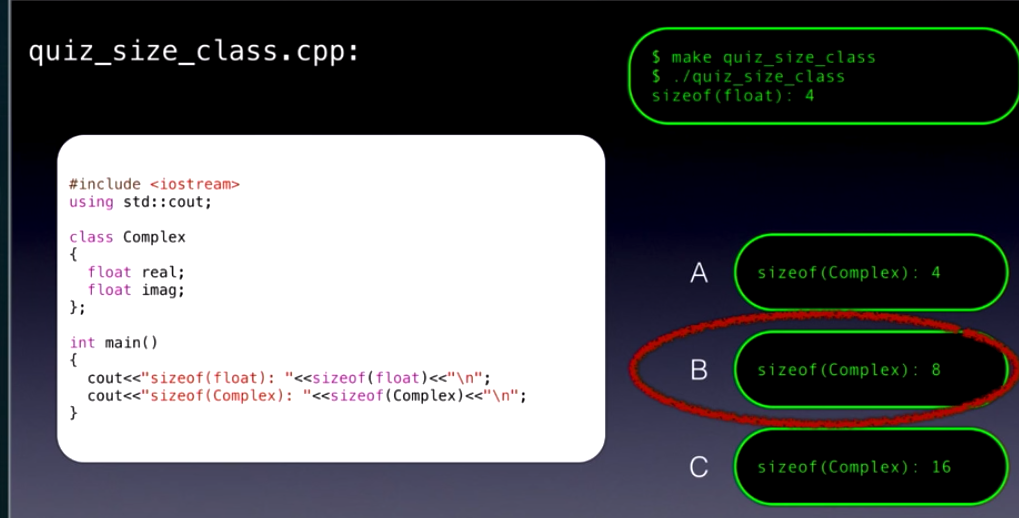 quiz_size_class.cpp:
$ make quiz_size_class
$ ./quiz_size_class
sizeof(float): 4
#include <iostream>
using std::cout;
class Complex
{
float real;
float imag;
};
int main()
{
cout<<"sizeof(float): "<<sizeof(float)<<"\n";
cout<<"sizeof(Complex): "<<sizeof(Complex)<<"\n";
}
A sizeof(Complex): 4
B sizeof(Complex): 8
C sizeof(Complex): 16